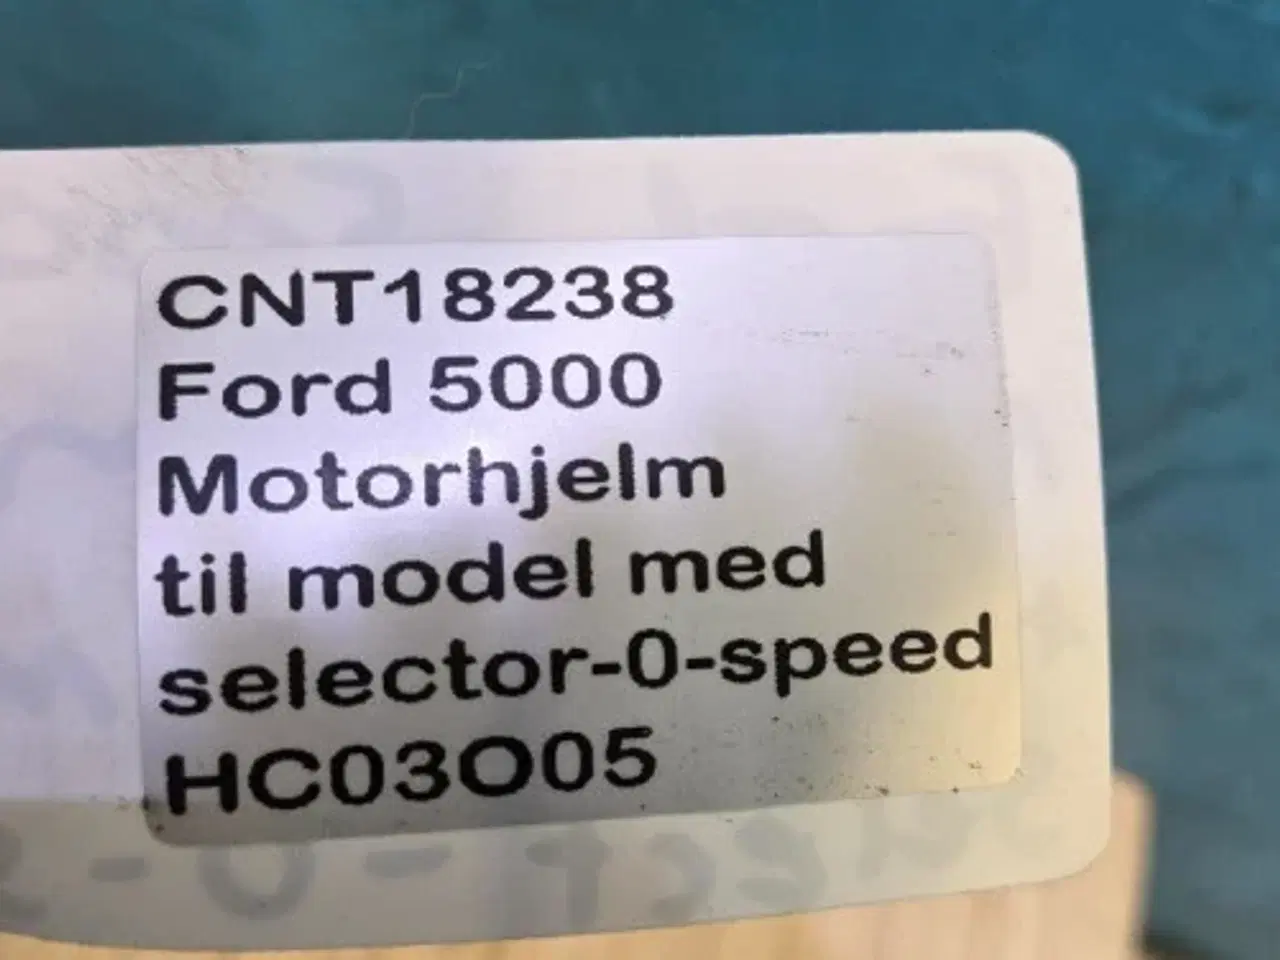 CNT18238
Ford 5000
Motorhjelm
til model med
selector-0-speed
HC03O05